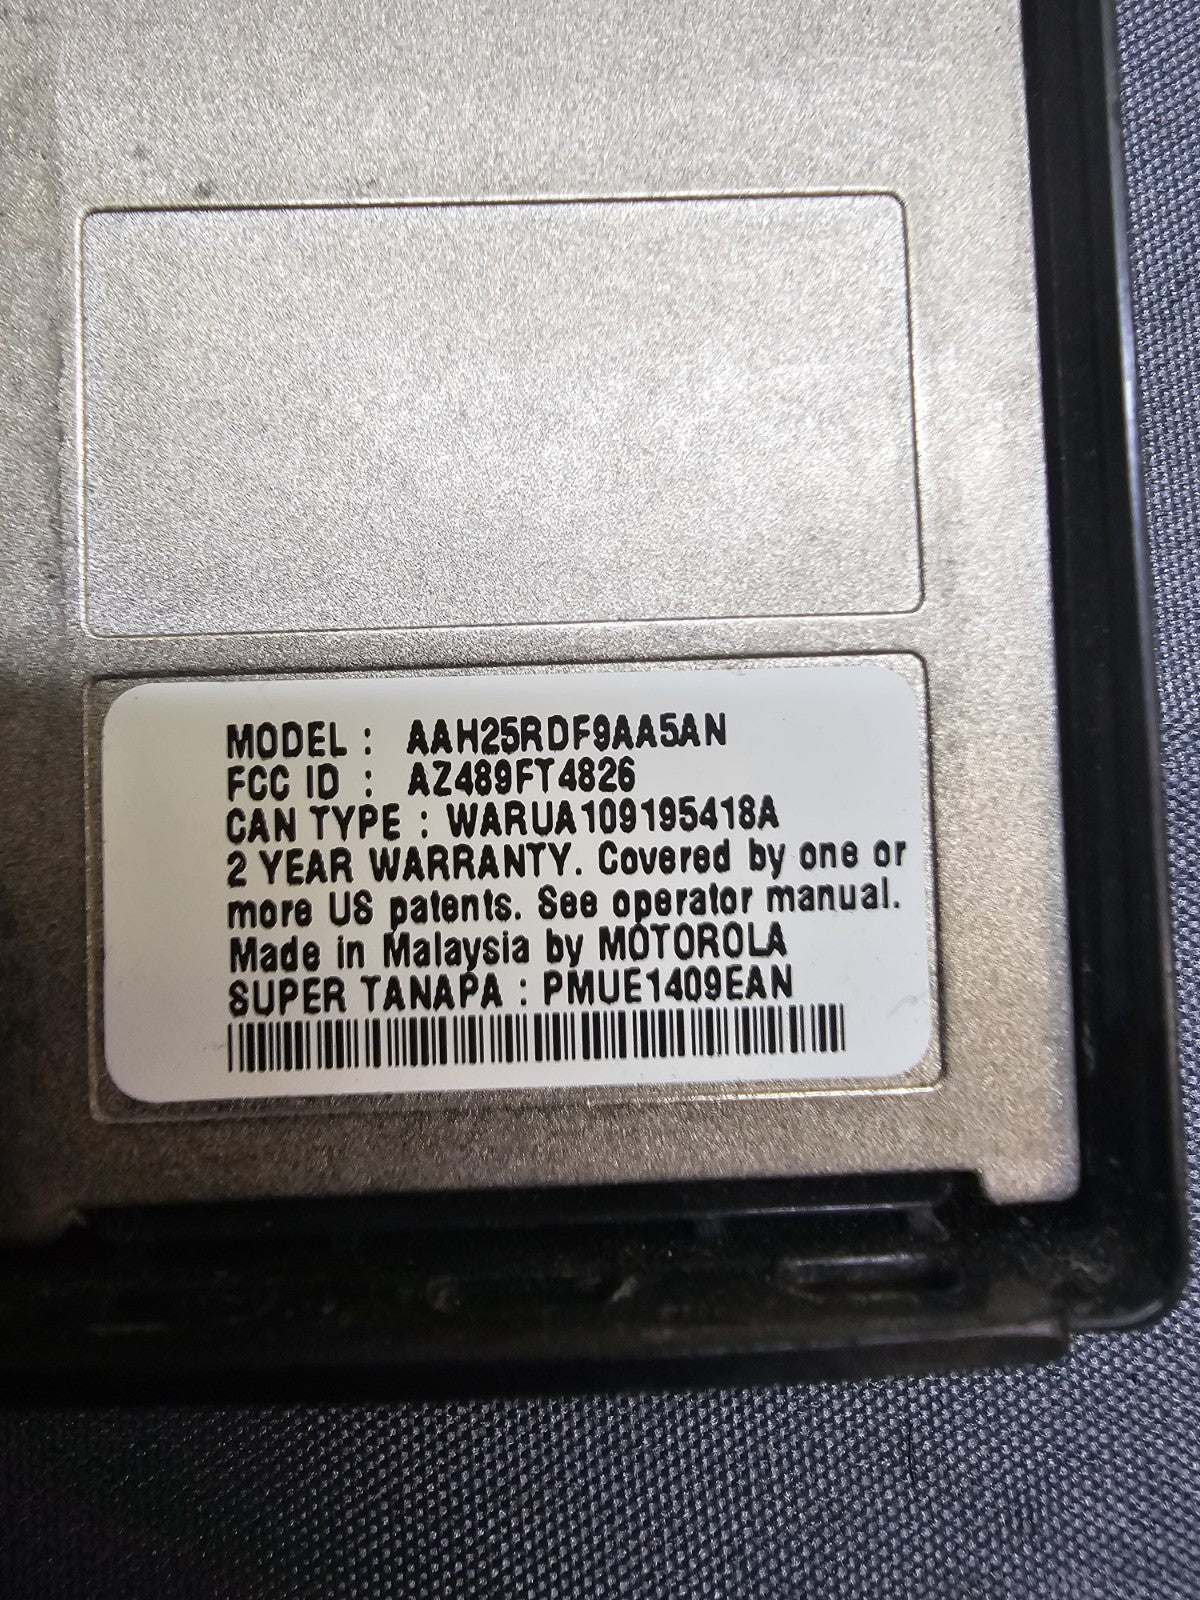 MODEL : AAH25RDF9AA5AN
FCC ID : AZ489FT4826
CAN TYPE : WARUA109195418A
2 YEAR WARRANTY. Covered by one or
more US patents. See operator manual.
Made in Malaysia by MOTOROLA
SUPER TANAPA : PMUE1409EAN